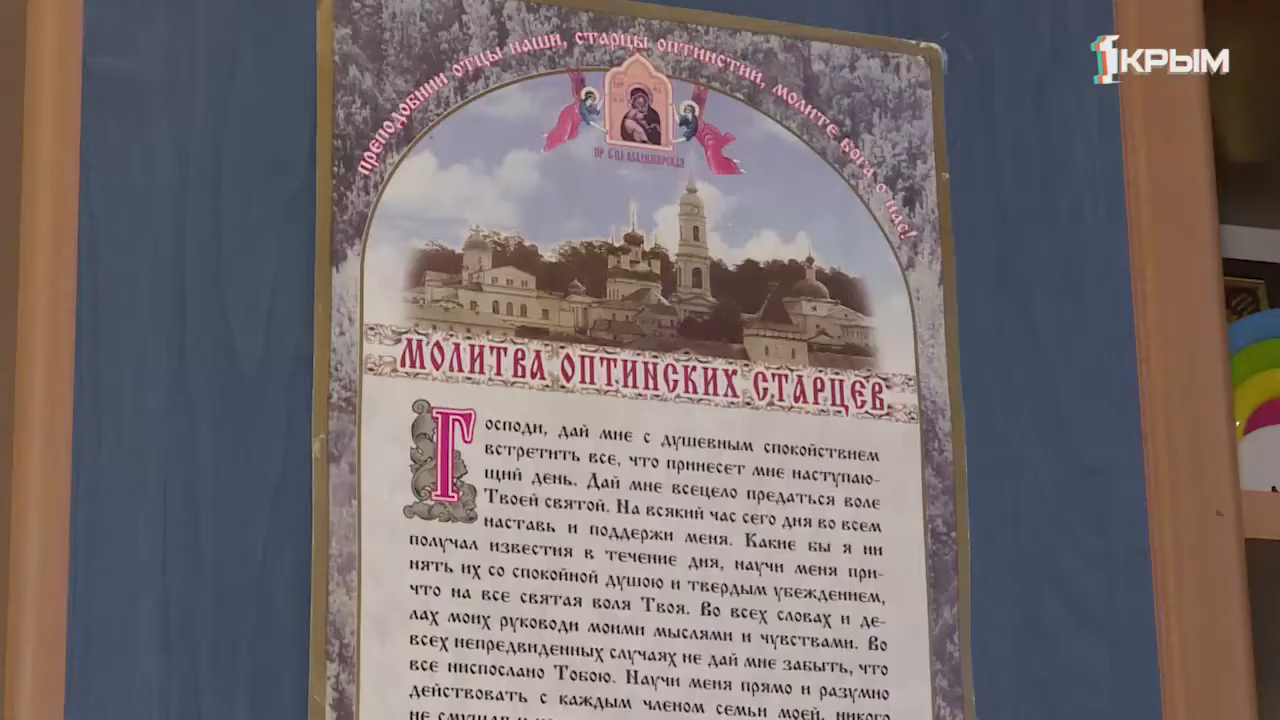 1КРЫМ
преподобнии отцы наши, старцы оптинстии, молите бога о нас!
ПР. Б‍ЦА ВЛАДИМИРСКАЯ
МОЛИТВА ОПТИНСКИХ СТАРЦЕВ
Господи, дай мне с душевным спокойствием
встретить все, что принесет мне наступаю-
щий день. Дай мне всецело предаться воле
Твоей святой. На всякий час сего дня во всем
наставь и поддержи меня. Какие бы я ни
получал известия в течение дня, научи меня при-
нять их со спокойной душою и твердым убеждением,
что на все святая воля Твоя. Во всех словах и де-
лах моих руководи моими мыслями и чувствами. Во
всех непредвиденных случаях не дай мне забыть, что
все ниспослано Тобою. Научи меня прямо и разумно
действовать с каждым членом семьи моей, никого
не смущая и